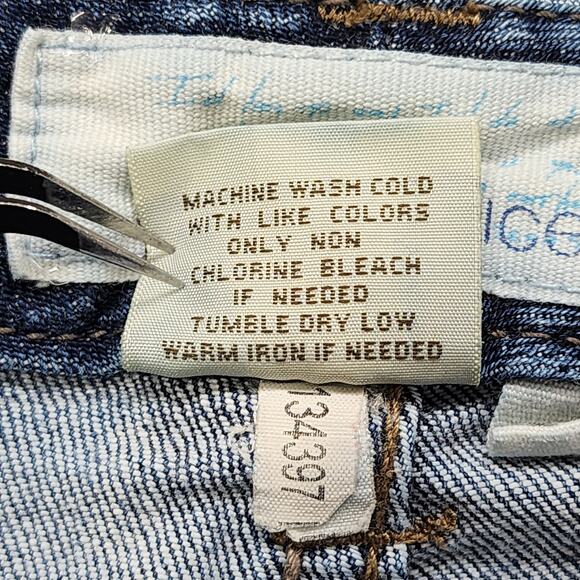 MACHINE WASH COLD
WITH LIKE COLORS
ONLY NON
CHLORINE BLEACH
IF NEEDED
TUMBLE DRY LOW
WARM IRON IF NEEDED
134397